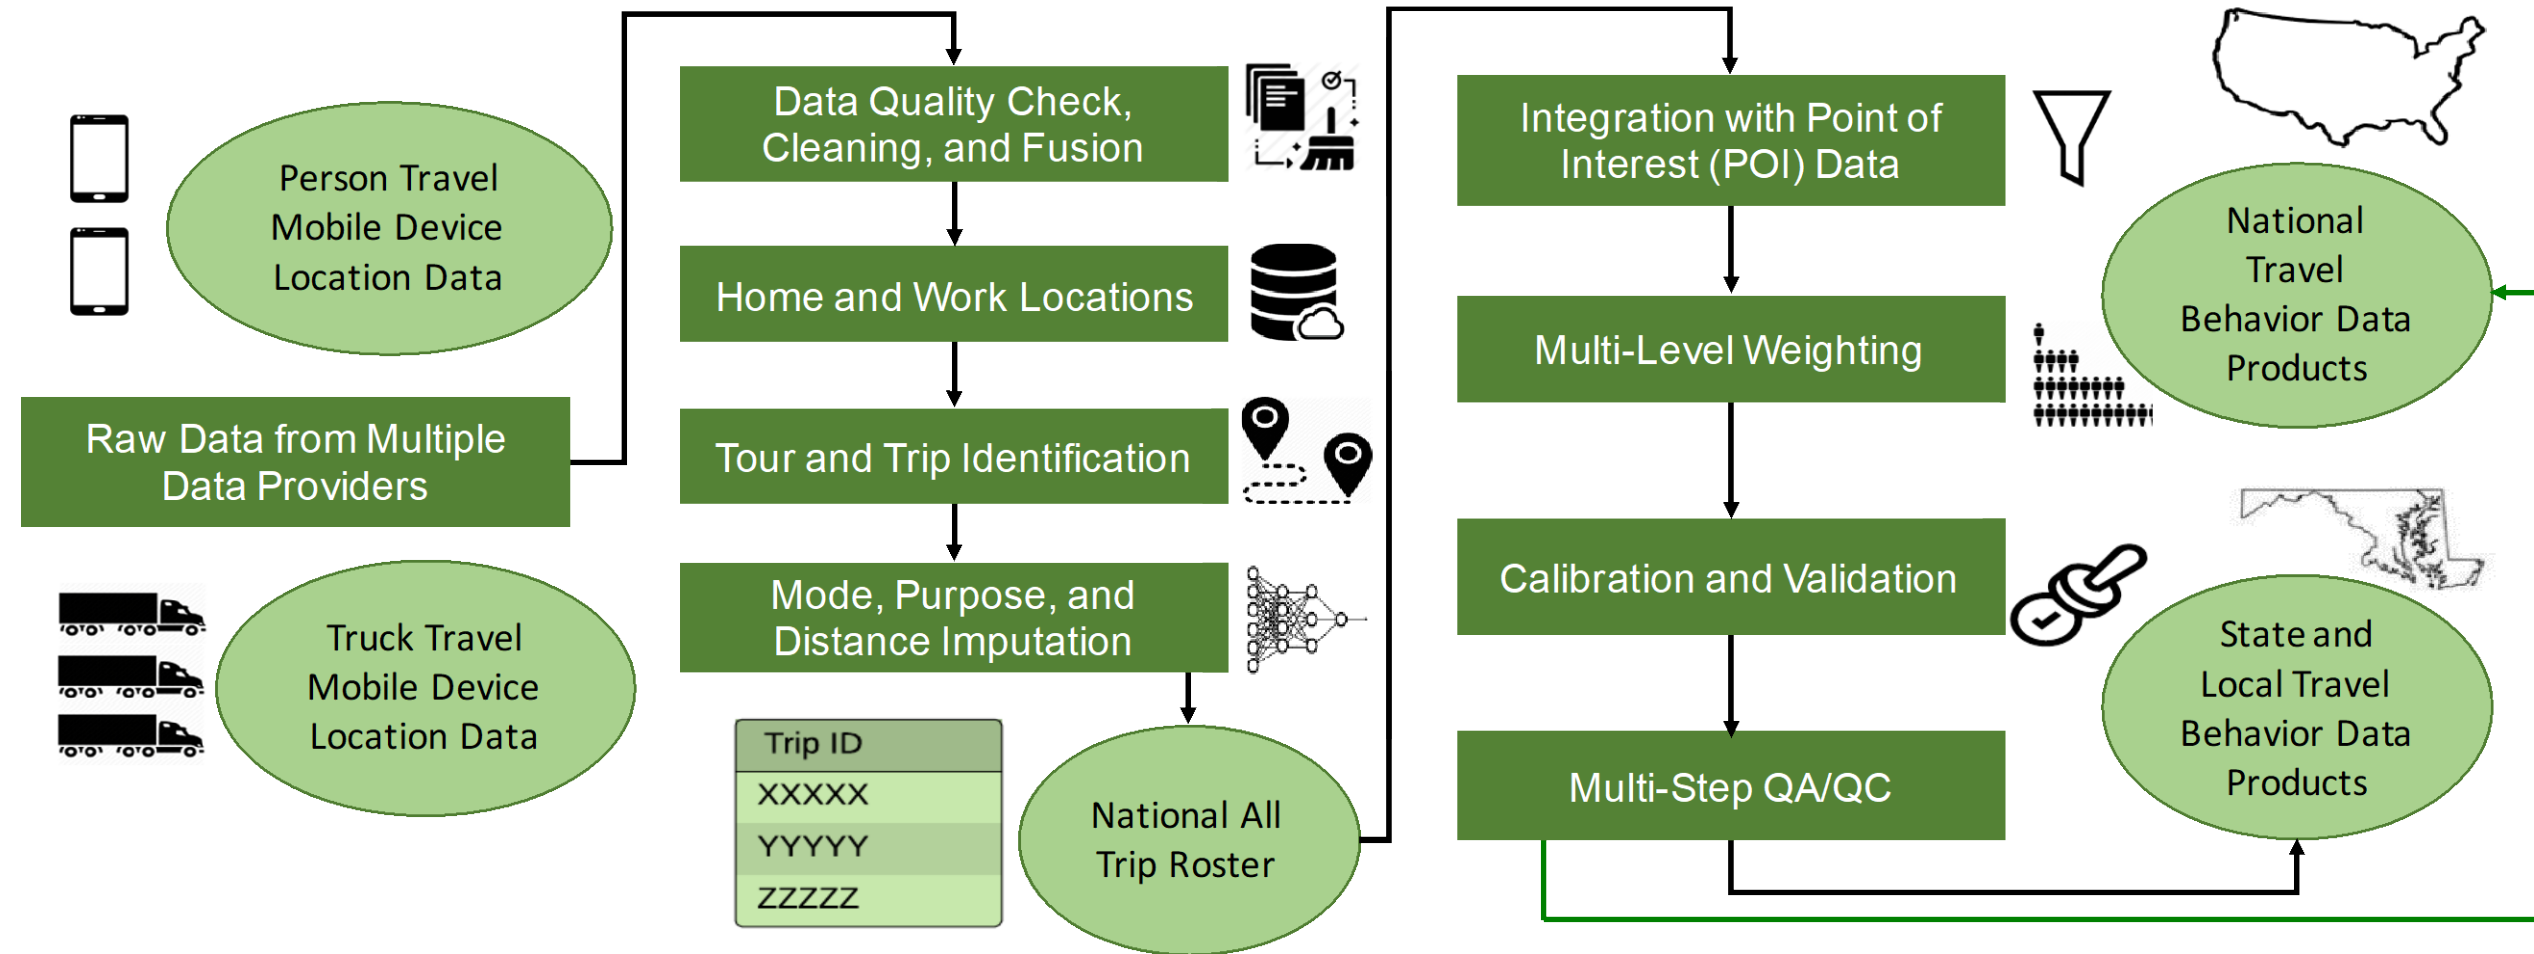 Person Travel
Mobile Device
Location Data
Raw Data from Multiple
Data Providers
Truck Travel
Mobile Device
Location Data
Data Quality Check,
Cleaning, and Fusion
Home and Work Locations
Tour and Trip Identification
Mode, Purpose, and
Distance Imputation
Trip ID
XXXXX
YYYYY
ZZZZZ
National All
Trip Roster
Integration with Point of
Interest (POI) Data
Multi-Level Weighting
Calibration and Validation
Multi-Step QA/QC
National
Travel
Behavior Data
Products
State and
Local Travel
Behavior Data
Products